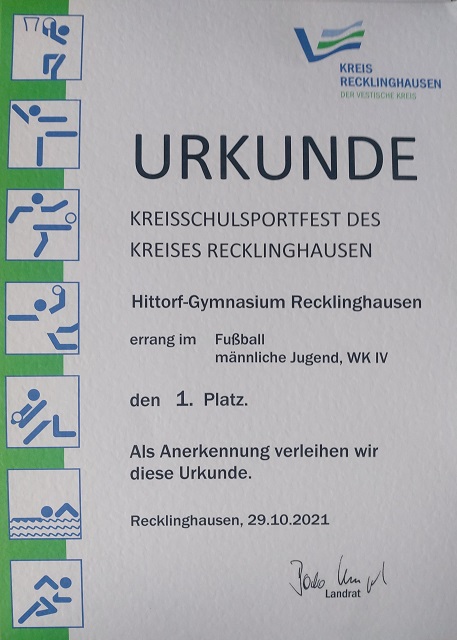 KREIS
RECKLINGHAUSEN
DER VESTISCHE KREIS
URKUNDE
KREISSCHULSPORTFEST DES
KREISES RECKLINGHAUSEN
Hittorf-Gymnasium Recklinghausen
errang im Fußball
männliche Jugend, WK IV
den 1. Platz.
Als Anerkennung verleihen wir
diese Urkunde.
Recklinghausen, 29.10.2021
Landrat